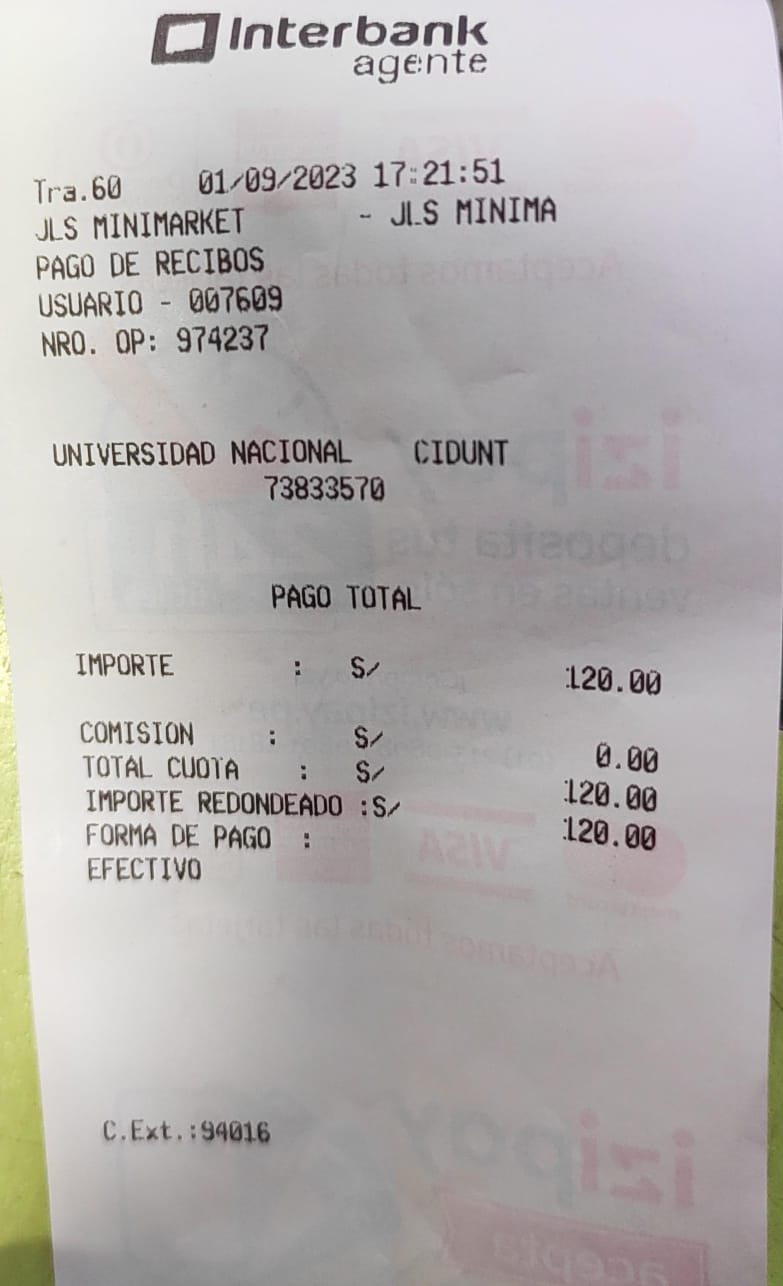 Interbank
agente
Tra.60 01/09/2023 17:21:51
JLS MINIMARKET - JLS MINIMA
PAGO DE RECIBOS
USUARIO - 007609
NRO. OP: 974237
UNIVERSIDAD NACIONAL CIDUNT
73833570
PAGO TOTAL
IMPORTE : S/ 120.00
COMISION : S/ 0.00
TOTAL CUOTA : S/ 120.00
IMPORTE REDONDEADO :S/ 120.00
FORMA DE PAGO :
EFECTIVO
C.Ext.:94016